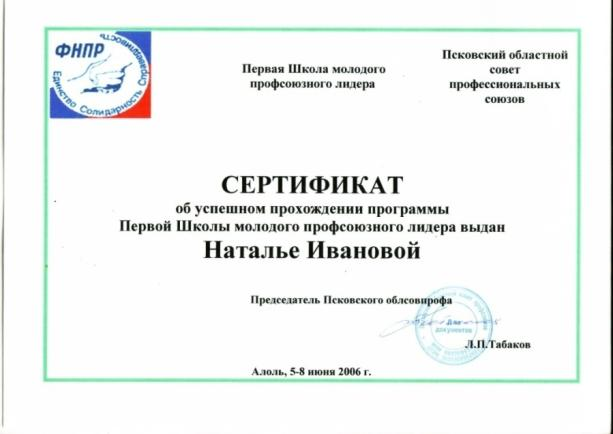 ФНПР
Единство Солидарность Справедливость
Первая Школа молодого
профсоюзного лидера
Псковский областной
совет
профессиональных
союзов
СЕРТИФИКАТ
об успешном прохождении программы
Первой Школы молодого профсоюзного лидера выдан
Наталье Ивановой
Председатель Псковского облсовпрофа
Для
документов
Л.П.Табаков
Алоль, 5-8 июня 2006 г.